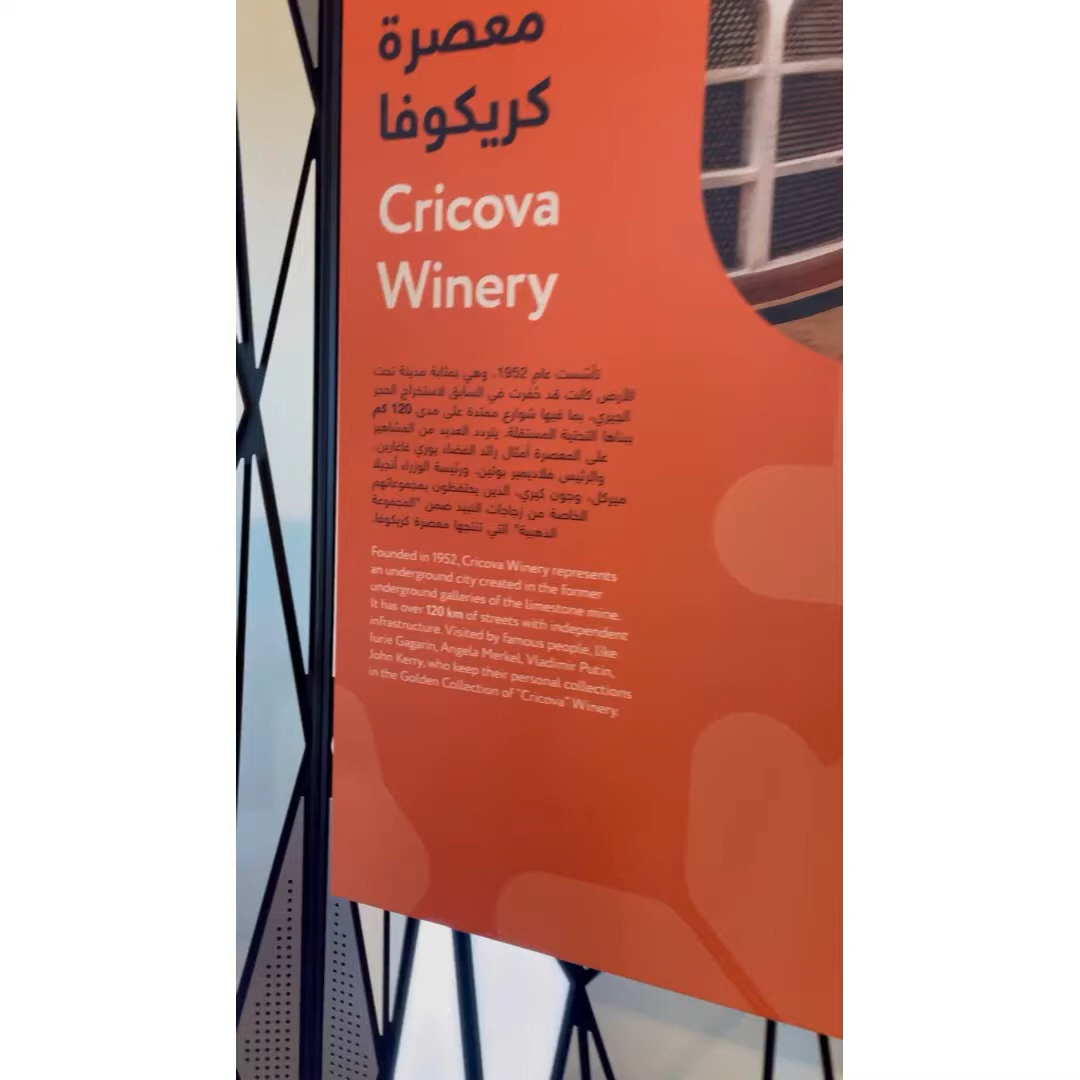 معصرة
كريكوفا
Cricova
Winery
تأسّست عام 1952، وهي بمثابة مدينة تحت
الأرض كانت قد حُفرت في السابق لاستخراج الحجر
الجيري، بما فيها شوارع ممتدة على مدى 120 كم
ببناها التحتية المستقلة. يتردد العديد من المشاهير
على المعصرة أمثال رائد الفضاء يوري غاغارين،
والرئيس فلاديمير بوتين، ورئيسة الوزراء أنجيلا
ميركل، وجون كيري، الذين يحتفظون بمجموعاتهم
الخاصة من زجاجات النبيذ ضمن "المجموعة
الذهبية" التي تنتجها معصرة كريكوفا.
Founded in 1952, Cricova Winery represents
an underground city created in the former
underground galleries of the limestone mine.
It has over 120 km of streets with independent
infrastructure. Visited by famous people, like
Iurie Gagarin, Angela Merkel, Vladimir Putin,
John Kerry, who keep their personal collections
in the Golden Collection of "Cricova" Winery.